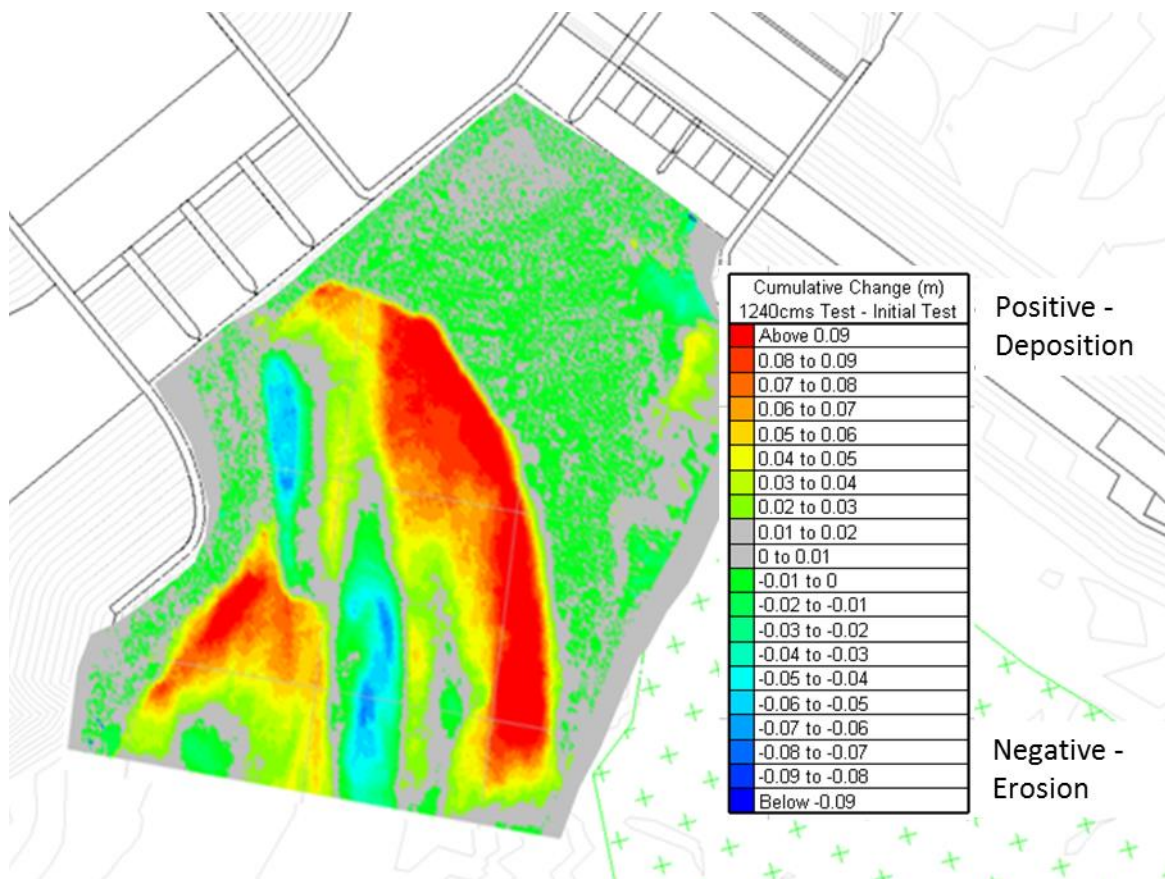 Cumulative Change (m)
1240cms Test - Initial Test
Above 0.09
0.08 to 0.09
0.07 to 0.08
0.06 to 0.07
0.05 to 0.06
0.04 to 0.05
0.03 to 0.04
0.02 to 0.03
0.01 to 0.02
0 to 0.01
-0.01 to 0
-0.02 to -0.01
-0.03 to -0.02
-0.04 to -0.03
-0.05 to -0.04
-0.06 to -0.05
-0.07 to -0.06
-0.08 to -0.07
-0.09 to -0.08
Below -0.09
Positive -
Deposition
Negative -
Erosion